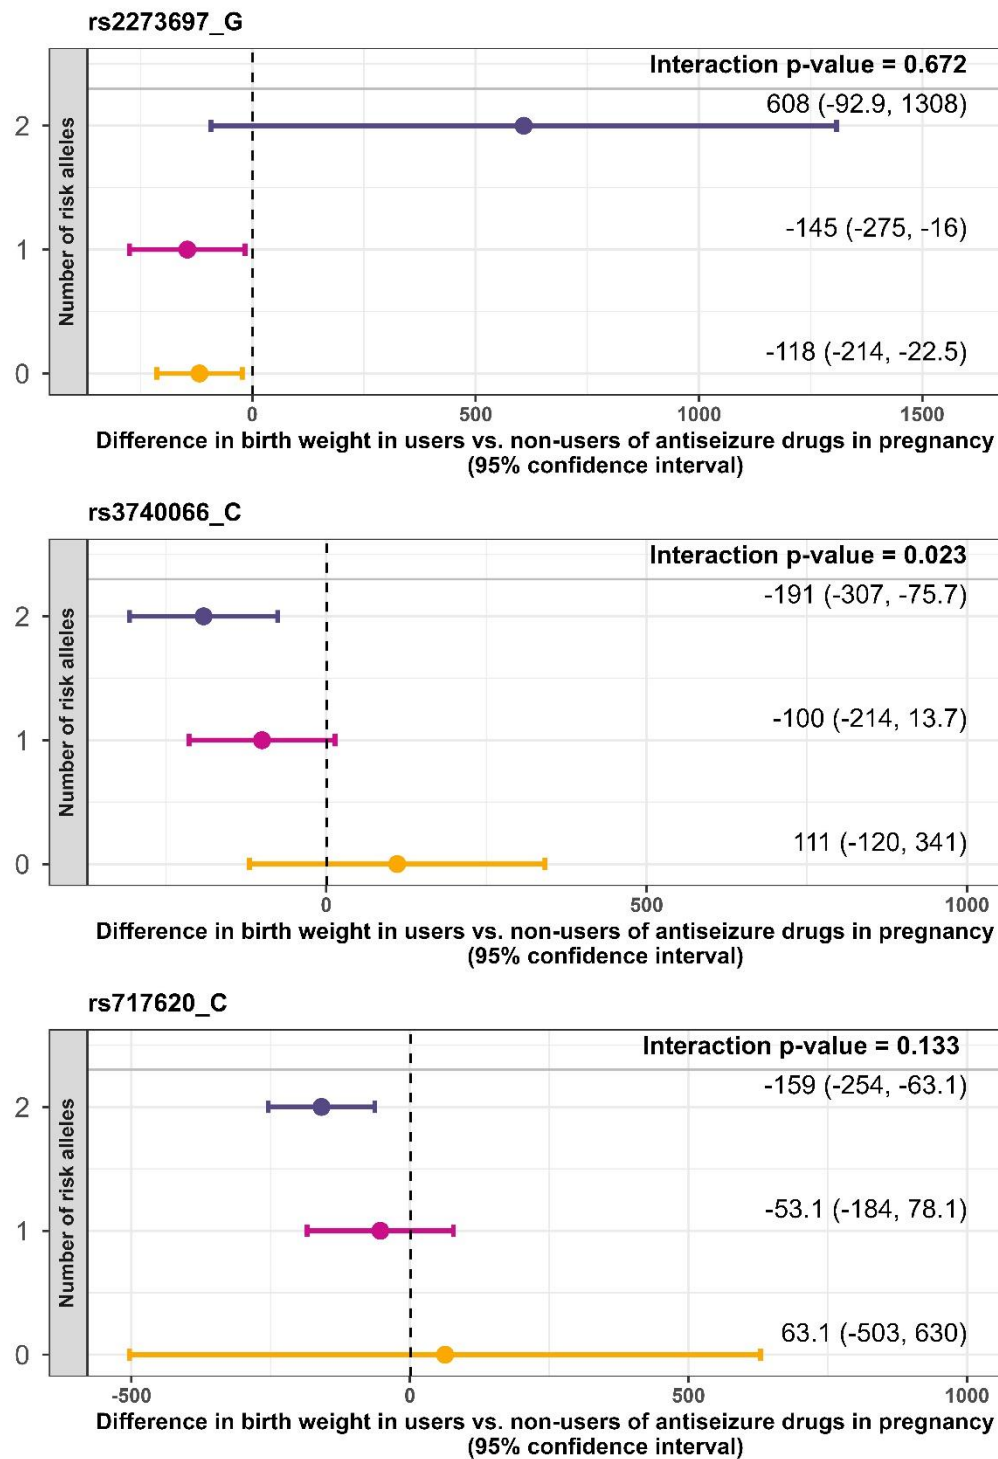 rs2273697_G
Interaction p-value = 0.672
Number of risk alleles
2
608 (-92.9, 1308)
1
-145 (-275, -16)
0
-118 (-214, -22.5)
0 500 1000 1500
Difference in birth weight in users vs. non-users of antiseizure drugs in pregnancy
(95% confidence interval)
rs3740066_C
Interaction p-value = 0.023
Number of risk alleles
2
-191 (-307, -75.7)
1
-100 (-214, 13.7)
0
111 (-120, 341)
0 500 1000
Difference in birth weight in users vs. non-users of antiseizure drugs in pregnancy
(95% confidence interval)
rs717620_C
Interaction p-value = 0.133
Number of risk alleles
2
-159 (-254, -63.1)
1
-53.1 (-184, 78.1)
0
63.1 (-503, 630)
-500 0 500 1000
Difference in birth weight in users vs. non-users of antiseizure drugs in pregnancy
(95% confidence interval)